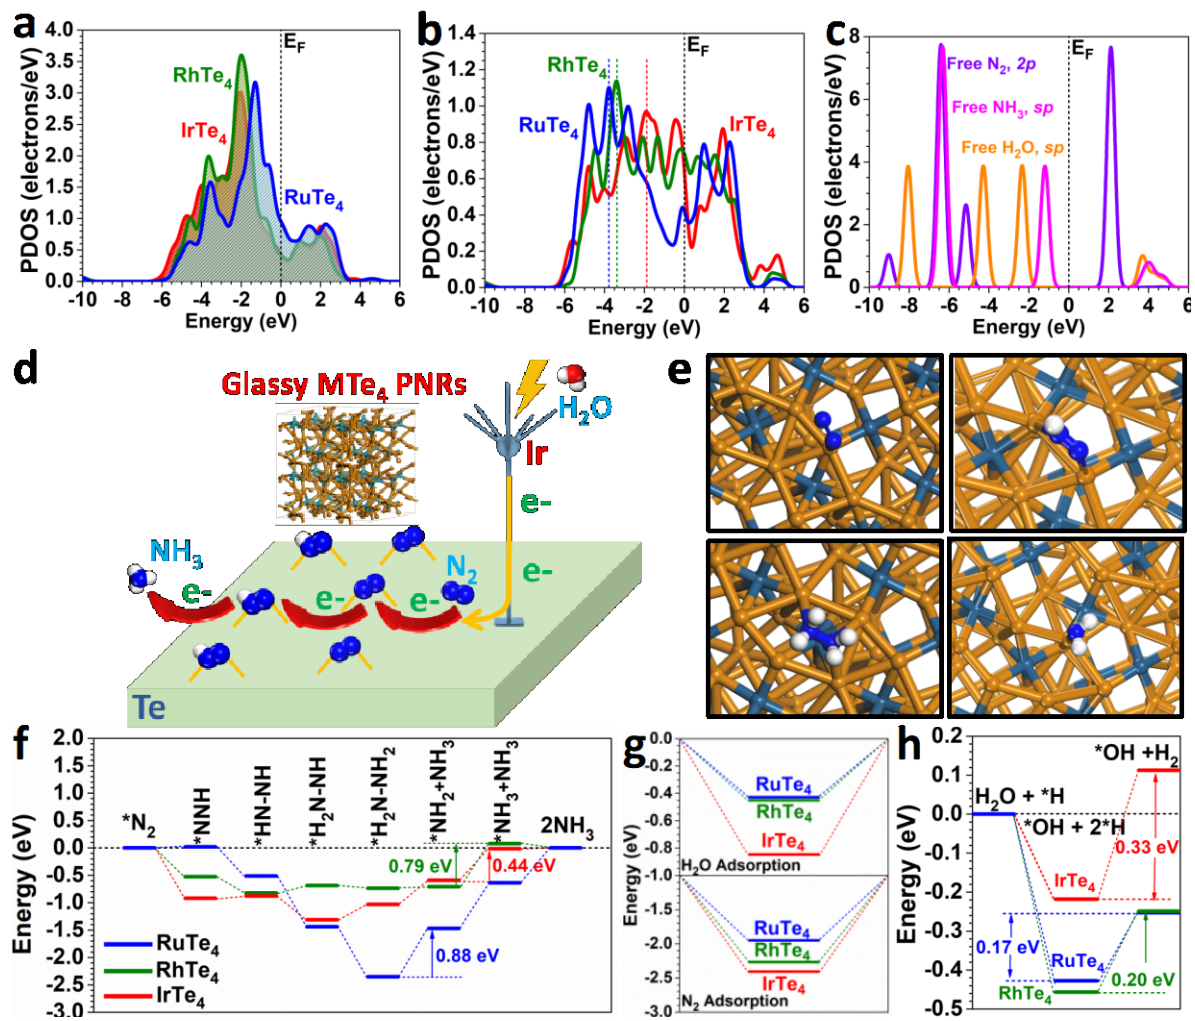 a
PDOS (electrons/eV)
4.0
3.5
3.0
2.5
2.0
1.5
1.0
0.5
0.0
E_F
RhTe₄
IrTe₄
RuTe₄
-10 -8 -6 -4 -2 0 2 4 6
Energy (eV)
b
PDOS (electrons/eV)
1.4
1.2
1.0
0.8
0.6
0.4
0.2
0.0
E_F
RhTe₄
RuTe₄
IrTe₄
-10 -8 -6 -4 -2 0 2 4 6
Energy (eV)
c
PDOS (electrons/eV)
8
6
4
2
0
E_F
Free N₂, 2p
Free NH₃, sp
Free H₂O, sp
-10 -8 -6 -4 -2 0 2 4 6
Energy (eV)
d
Glassy MTe₄ PNRs
H₂O
Ir
e-
e-
NH₃
e-
e-
e-
N₂
Te
e
f
Energy (eV)
2.0
1.5
1.0
0.5
0.0
-0.5
-1.0
-1.5
-2.0
-2.5
-3.0
*N₂
*NNH
*HN-NH
*H₂N-NH
*H₂N-NH₂
*NH₂+NH₃
*NH₃+NH₃
2NH₃
0.79 eV
0.44 eV
0.88 eV
RuTe₄
RhTe₄
IrTe₄
g
Energy (eV)
0.0
-0.2
-0.4
-0.6
-0.8
-1.0
RuTe₄
RhTe₄
IrTe₄
H₂O Adsorption
-1.5
-2.0
-2.5
-3.0
RuTe₄
RhTe₄
IrTe₄
N₂ Adsorption
h
Energy (eV)
0.2
0.1
0.0
-0.1
-0.2
-0.3
-0.4
-0.5
*OH +H₂
H₂O + *H
*OH + 2*H
0.33 eV
IrTe₄
0.17 eV
RuTe₄
RhTe₄
0.20 eV